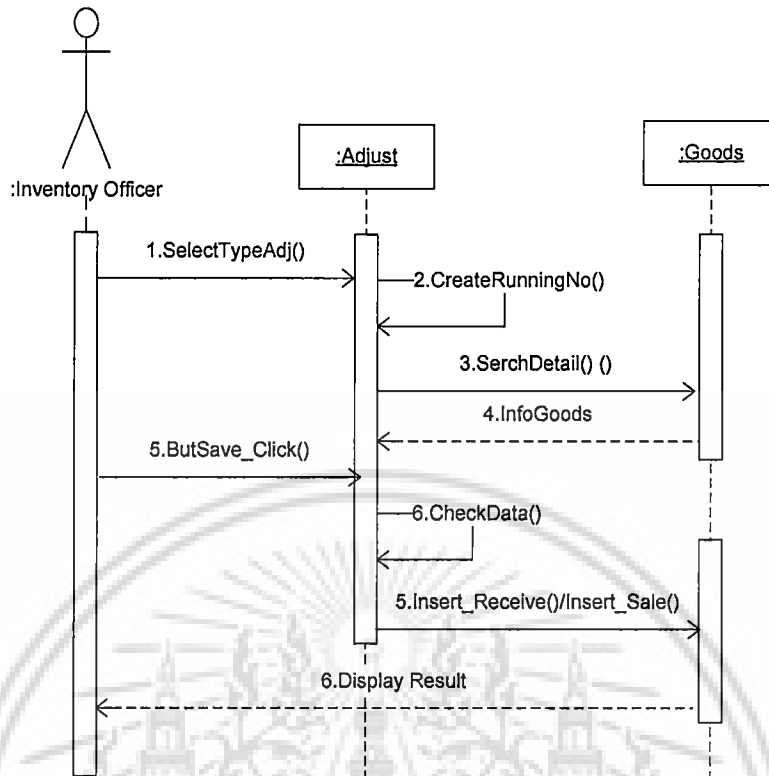 :Inventory Officer
:Adjust
:Goods
1.SelectTypeAdj()
2.CreateRunningNo()
3.SerchDetail() ()
4.InfoGoods
5.ButSave_Click()
6.CheckData()
5.Insert_Receive()/Insert_Sale()
6.Display Result